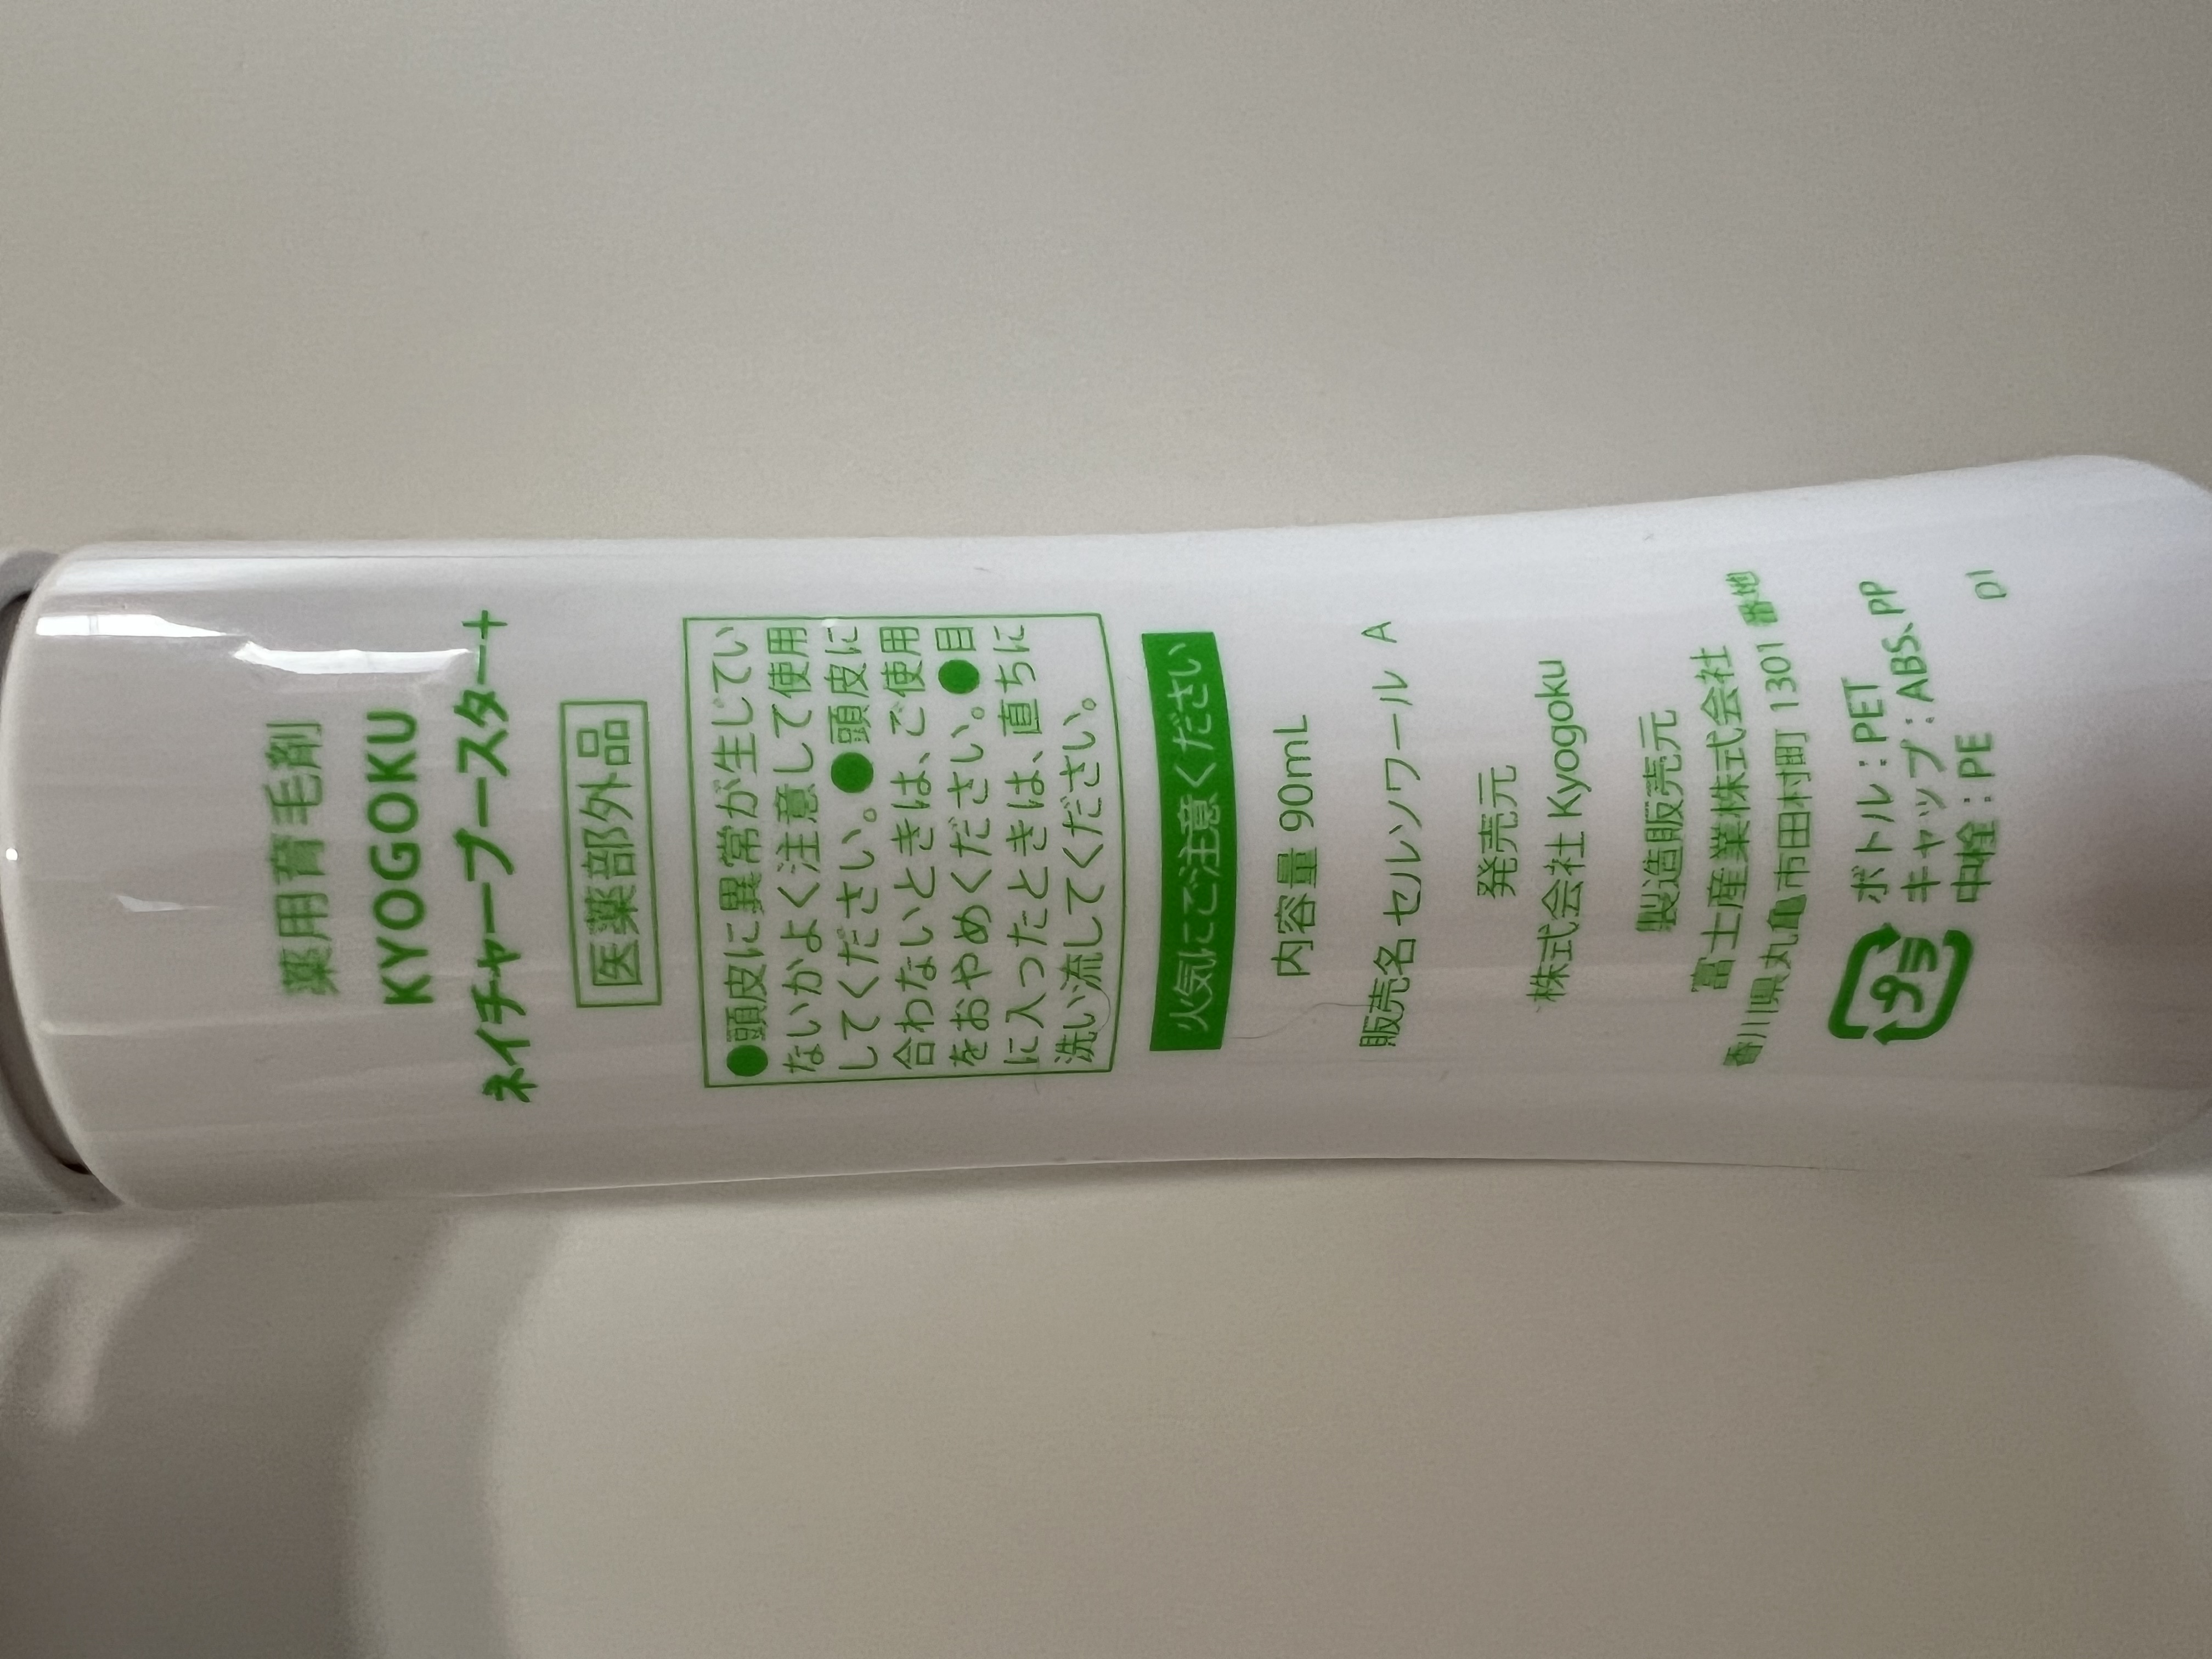 薬用育毛剤
KYOGOKU
ネイチャーブースター+
医薬部外品
●頭皮に異常が生じてい
ないかよく注意して使用
してください。●頭皮に
合わないときは、ご使用
をおやめください。●目
に入ったときは、直ちに
洗い流してください。
火気にご注意ください
内容量 90mL
販売名 セルレンワール A
発売元
株式会社 Kyogoku
製造販売元
富士産業株式会社
香川県丸亀市田村町 1301 番地
プラ
ボトル：PET
キャップ：ABS、PP
中栓：PE
01